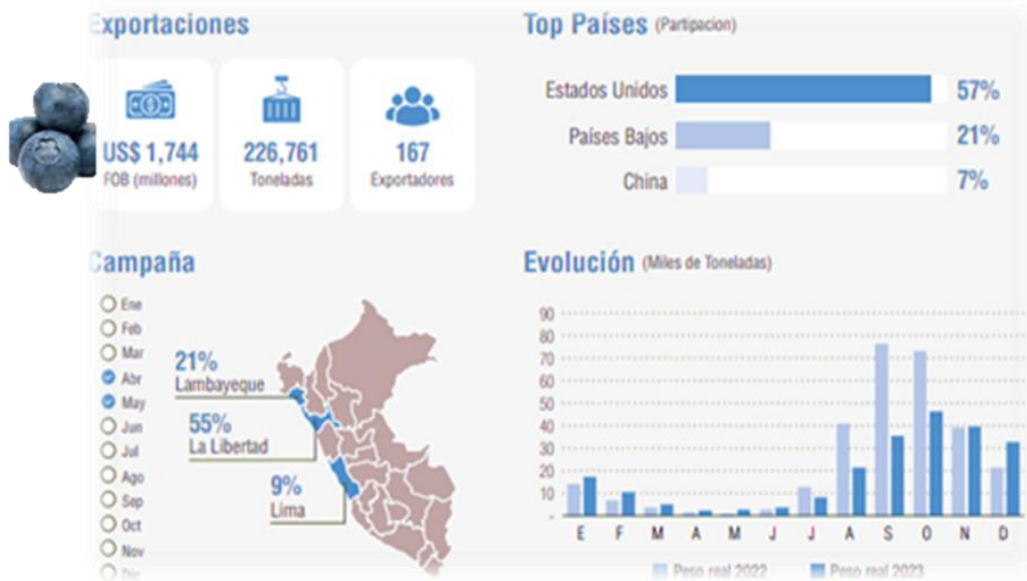 Exportaciones
US$ 1,744
FOB (millones)
226,761
Toneladas
167
Exportadores
Top Países (Partipacion)
Estados Unidos 57%
Países Bajos 21%
China 7%
Campaña
Ene
Feb
Mar
Abr
May
Jun
Jul
Ago
Sep
Oct
Nov
Dic
21%
Lambayeque
55%
La Libertad
9%
Lima
Evolución (Miles de Toneladas)
90
80
70
60
50
40
30
20
10
-
E F M A M J J A S O N D
Peso real 2022 Peso real 2023